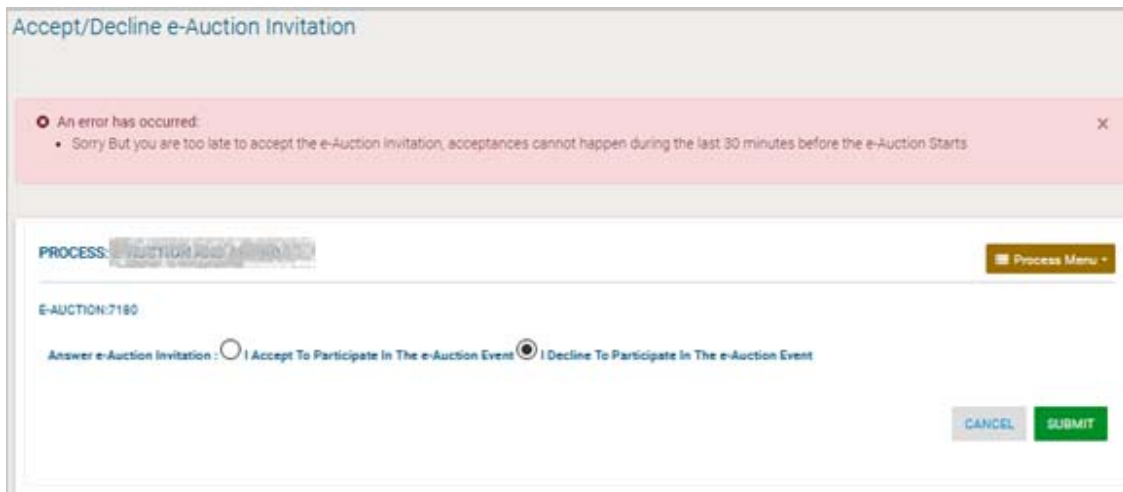 Accept/Decline e-Auction Invitation
An error has occurred:
Sorry But you are too late to accept the e-Auction Invitation, acceptances cannot happen during the last 30 minutes before the e-Auction Starts
PROCESS:
Process Menu
E-AUCTION:7180
Answer e-Auction Invitation : I Accept To Participate In The e-Auction Event I Decline To Participate In The e-Auction Event
CANCEL SUBMIT